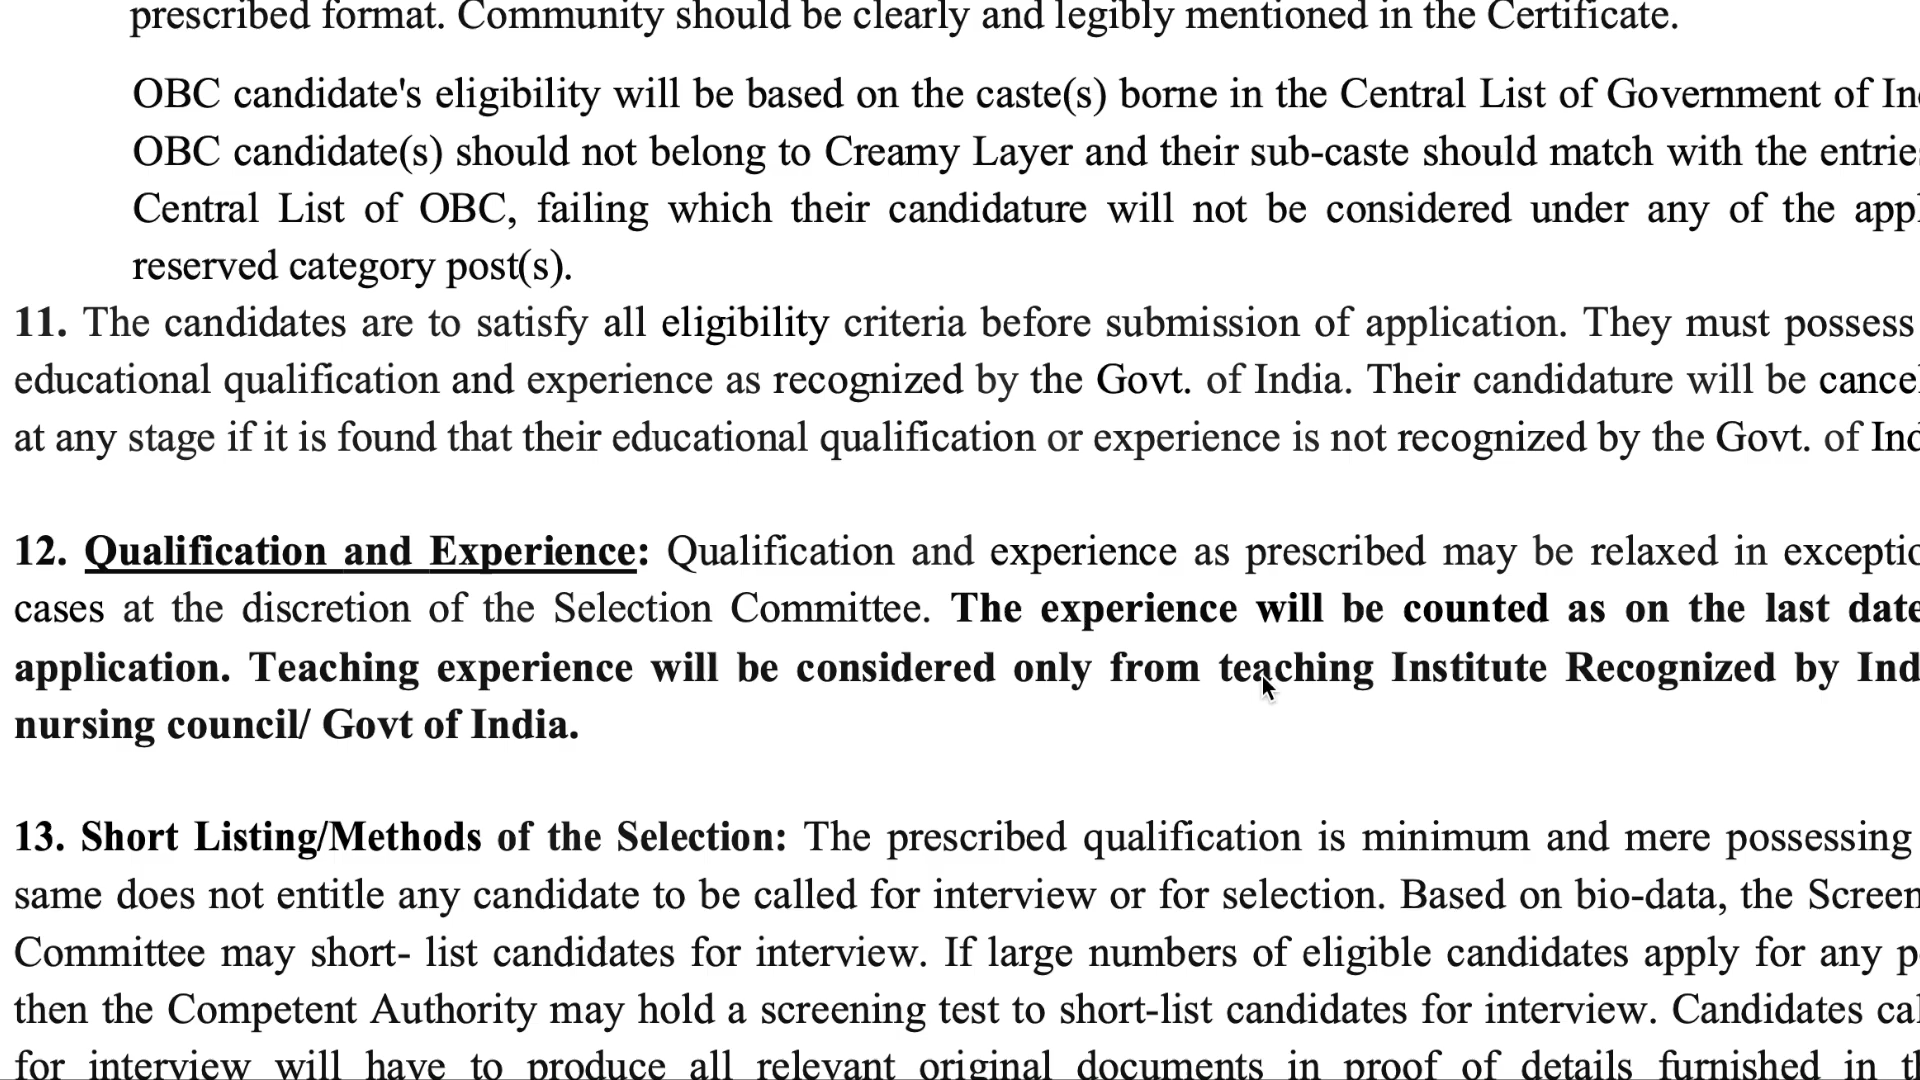 prescribed format. Community should be clearly and legibly mentioned in the Certificate.
OBC candidate's eligibility will be based on the caste(s) borne in the Central List of Government of
OBC candidate(s) should not belong to Creamy Layer and their sub-caste should match with the
Central List of OBC, failing which their candidature will not be considered under any of the
reserved category post(s).
11. The candidates are to satisfy all eligibility criteria before submission of application. They must possess
educational qualification and experience as recognized by the Govt. of India. Their candidature will be
at any stage if it is found that their educational qualification or experience is not recognized by the Govt. of
12. Qualification and Experience: Qualification and experience as prescribed may be relaxed in
cases at the discretion of the Selection Committee. The experience will be counted as on the last date
application. Teaching experience will be considered only from teaching Institute Recognized by
nursing council/ Govt of India.
13. Short Listing/Methods of the Selection: The prescribed qualification is minimum and mere possessing
same does not entitle any candidate to be called for interview or for selection. Based on bio-data, the
Committee may short- list candidates for interview. If large numbers of eligible candidates apply for any
then the Competent Authority may hold a screening test to short-list candidates for interview. Candidates
for interview will have to produce all relevant original documents in proof of details furnished in